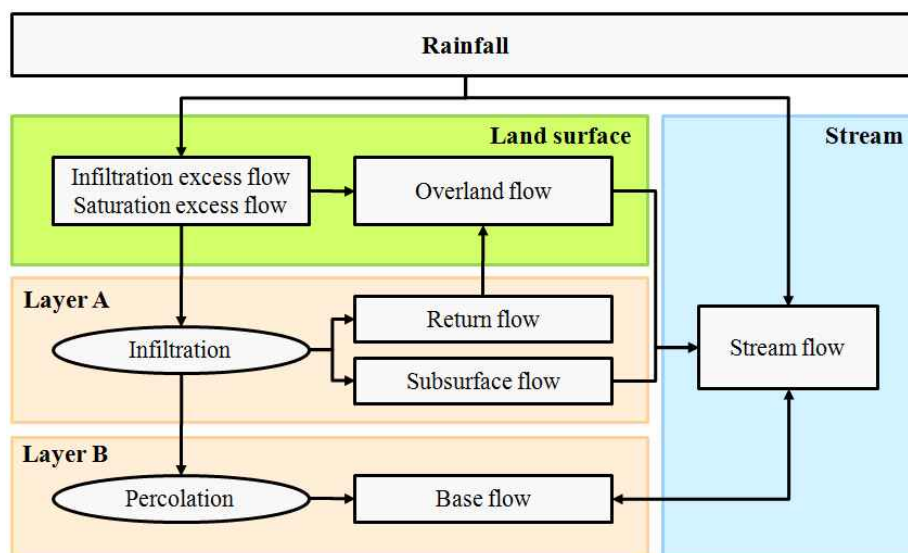 Rainfall
Land surface
Stream
Infiltration excess flow
Saturation excess flow
Overland flow
Layer A
Return flow
Infiltration
Stream flow
Subsurface flow
Layer B
Percolation
Base flow